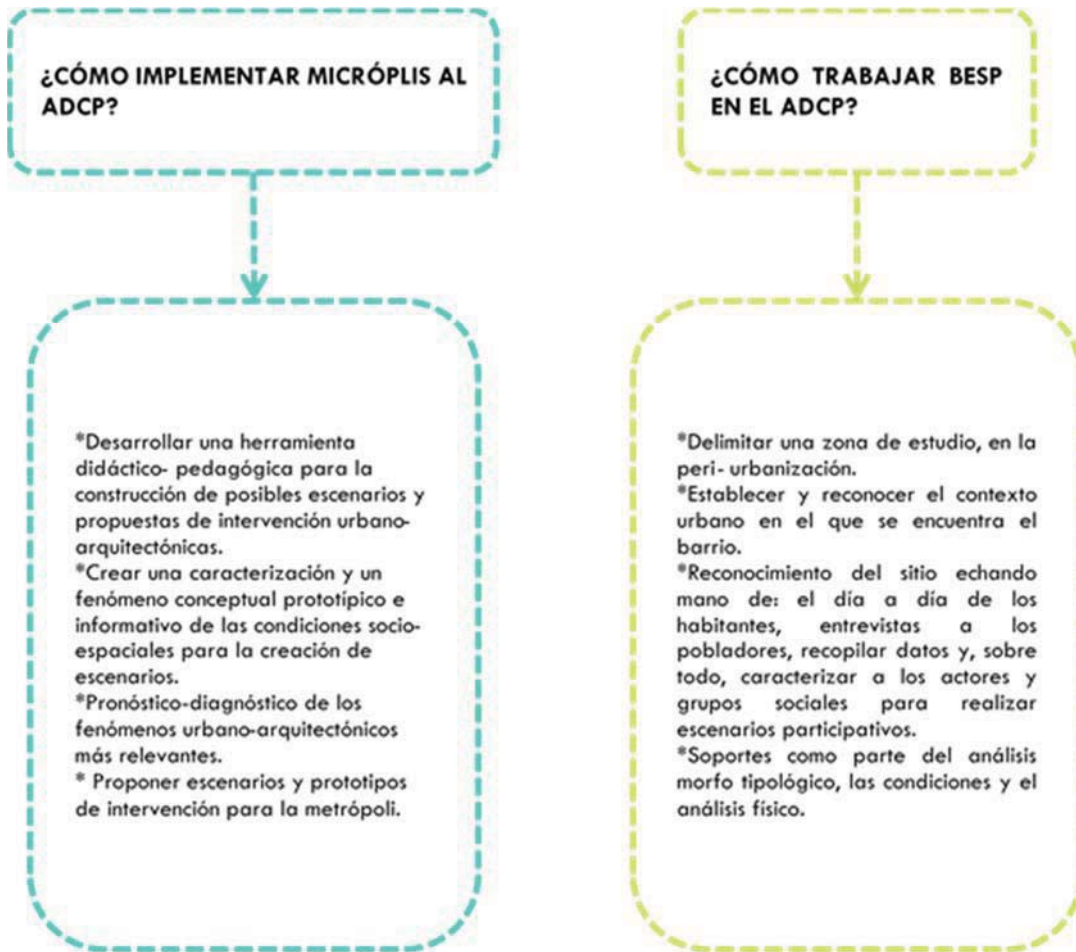 ¿CÓMO IMPLEMENTAR MICRÓPLIS AL
ADCP?
*Desarrollar una herramienta
didáctico- pedagógica para la
construcción de posibles escenarios y
propuestas de intervención urbano-
arquitectónicas.
*Crear una caracterización y un
fenómeno conceptual prototípico e
informativo de las condiciones socio-
espaciales para la creación de
escenarios.
*Pronóstico-diagnóstico de los
fenómenos urbano-arquitectónicos
más relevantes.
* Proponer escenarios y prototipos
de intervención para la metrópoli.
¿CÓMO TRABAJAR BESP
EN EL ADCP?
*Delimitar una zona de estudio, en la
peri- urbanización.
*Establecer y reconocer el contexto
urbano en el que se encuentra el
barrio.
*Reconocimiento del sitio echando
mano de: el día a día de los
habitantes, entrevistas a los
pobladores, recopilar datos y, sobre
todo, caracterizar a los actores y
grupos sociales para realizar
escenarios participativos.
*Soportes como parte del análisis
morfo tipológico, las condiciones y el
análisis físico.